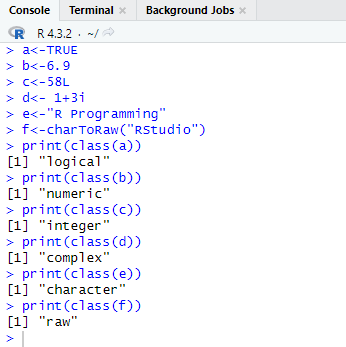 Console Terminal Background Jobs
R R 4.3.2 · ~/
> a<-TRUE
> b<-6.9
> c<-58L
> d<- 1+3i
> e<-"R Programming"
> f<-charToRaw("RStudio")
> print(class(a))
[1] "logical"
> print(class(b))
[1] "numeric"
> print(class(c))
[1] "integer"
> print(class(d))
[1] "complex"
> print(class(e))
[1] "character"
> print(class(f))
[1] "raw"
>